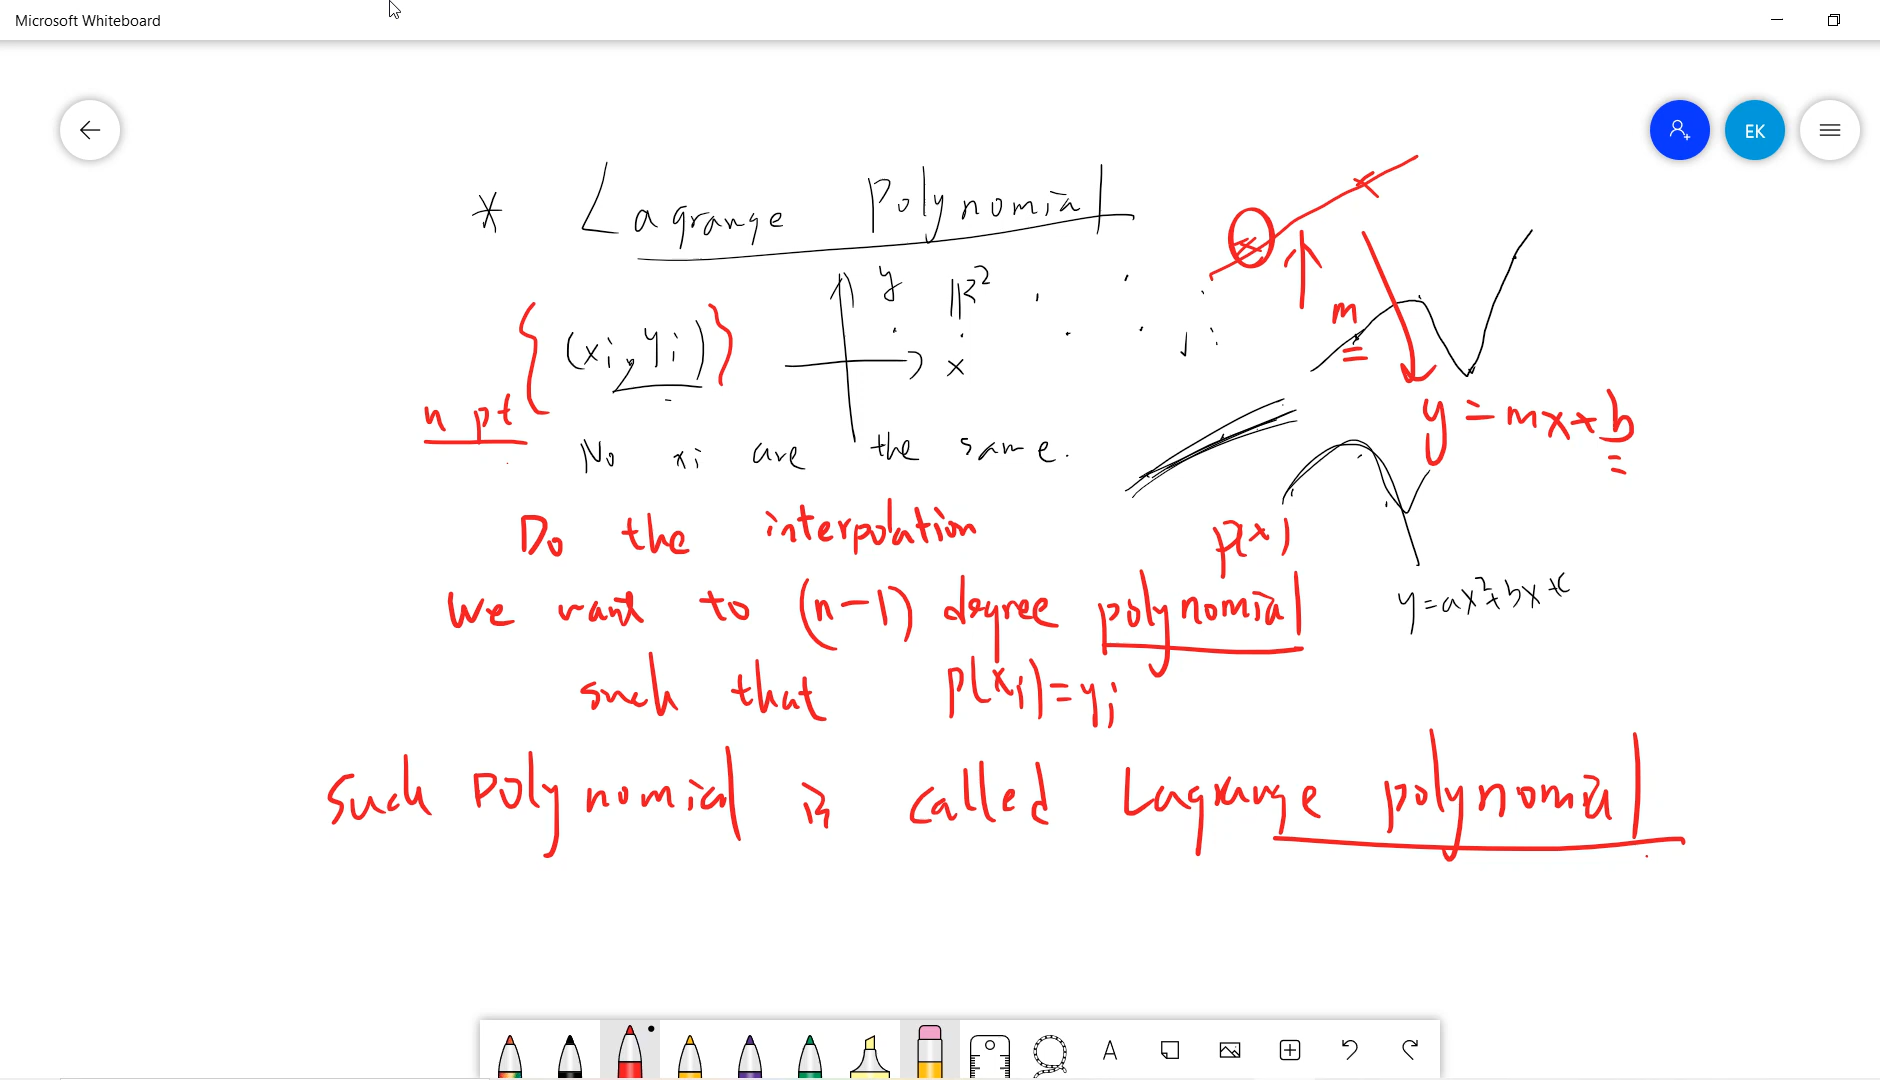 Microsoft Whiteboard
EK
* Lagrange Polynomial
y ℝ²
{(xi, yi)}
x
m
n pt
y = mx + b
No xi are the same.
Do the interpolation
p(x)
We want to (n-1) degree polynomial
y = ax² + bx + c
such that p(xi) = yi
Such polynomial is called Lagrange polynomial
A